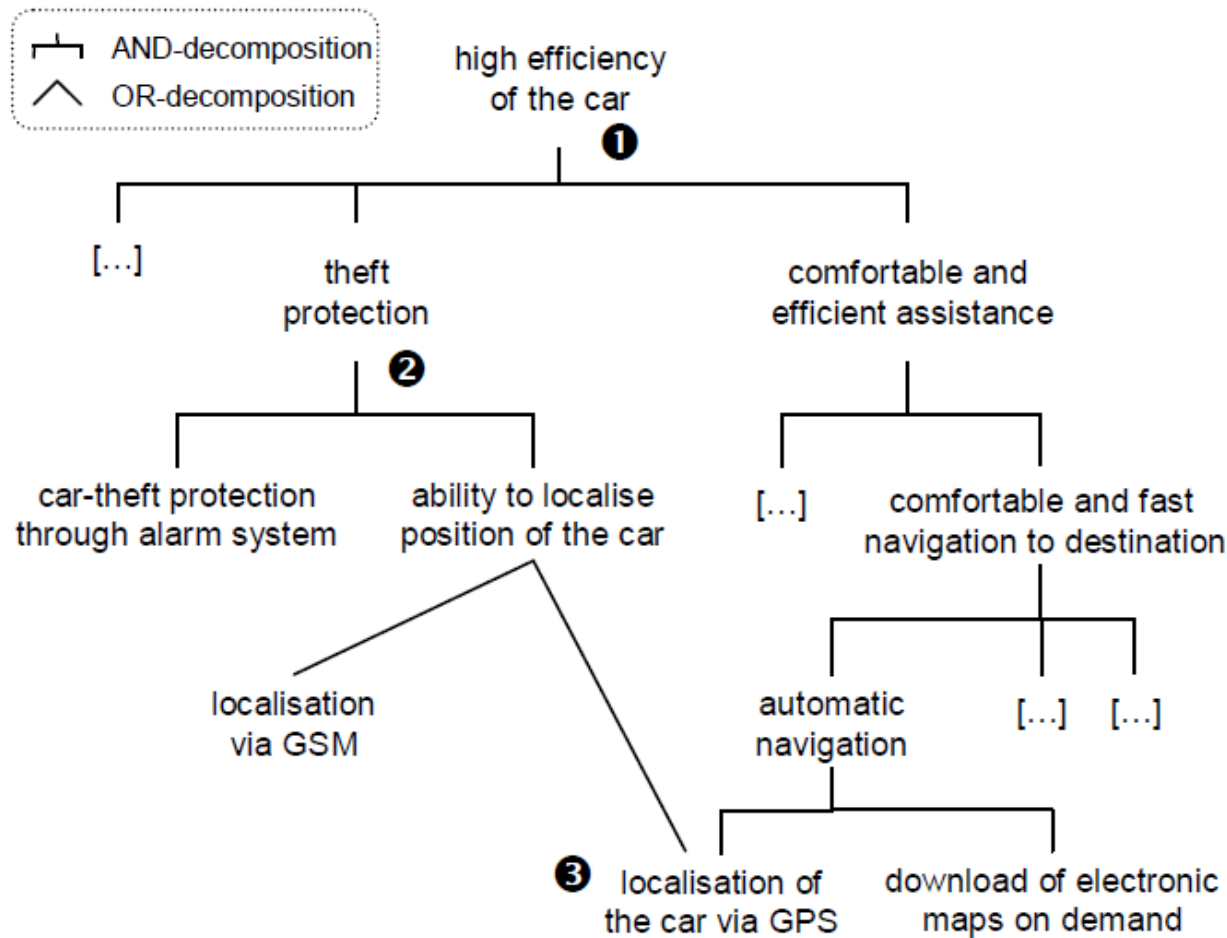 AND-decomposition
OR-decomposition
high efficiency
of the car
❶
[...]
theft
protection
comfortable and
efficient assistance
❷
car-theft protection
through alarm system
ability to localise
position of the car
[...]
comfortable and fast
navigation to destination
localisation
via GSM
automatic
navigation
[...]
[...]
❸
localisation of
the car via GPS
download of electronic
maps on demand